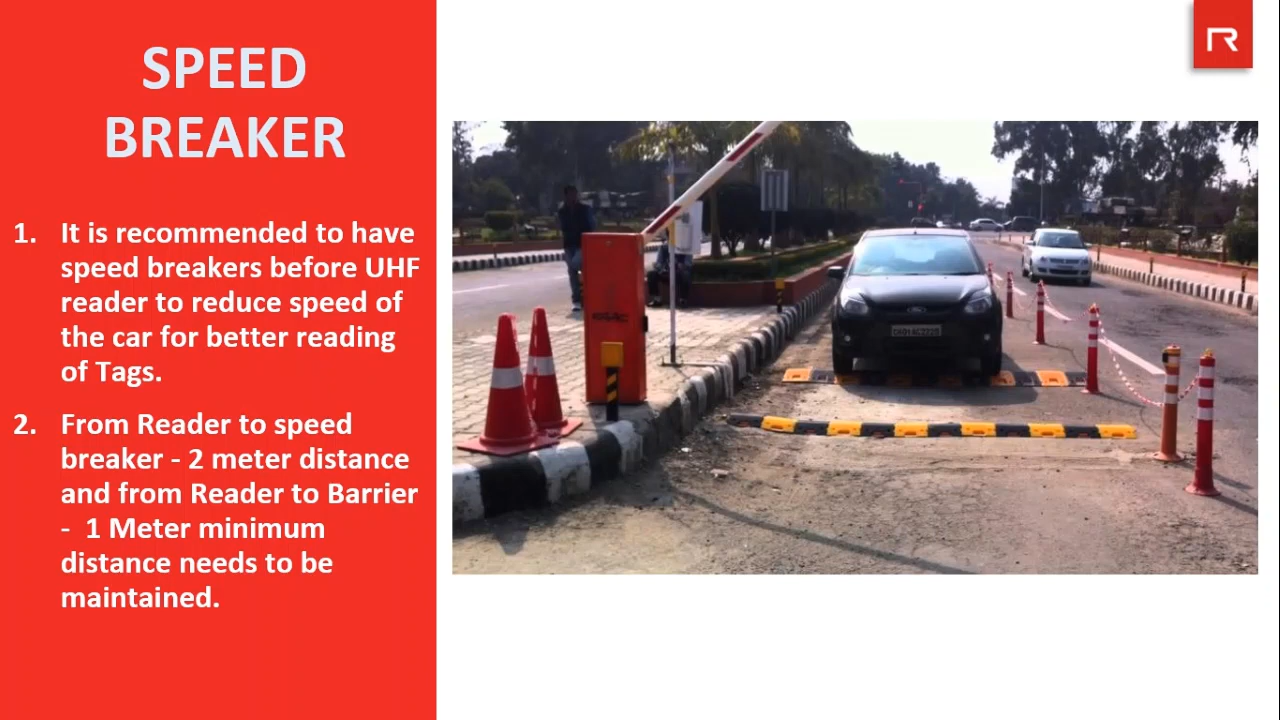 SPEED
BREAKER
1. It is recommended to have
speed breakers before UHF
reader to reduce speed of
the car for better reading
of Tags.
2. From Reader to speed
breaker - 2 meter distance
and from Reader to Barrier
- 1 Meter minimum
distance needs to be
maintained.